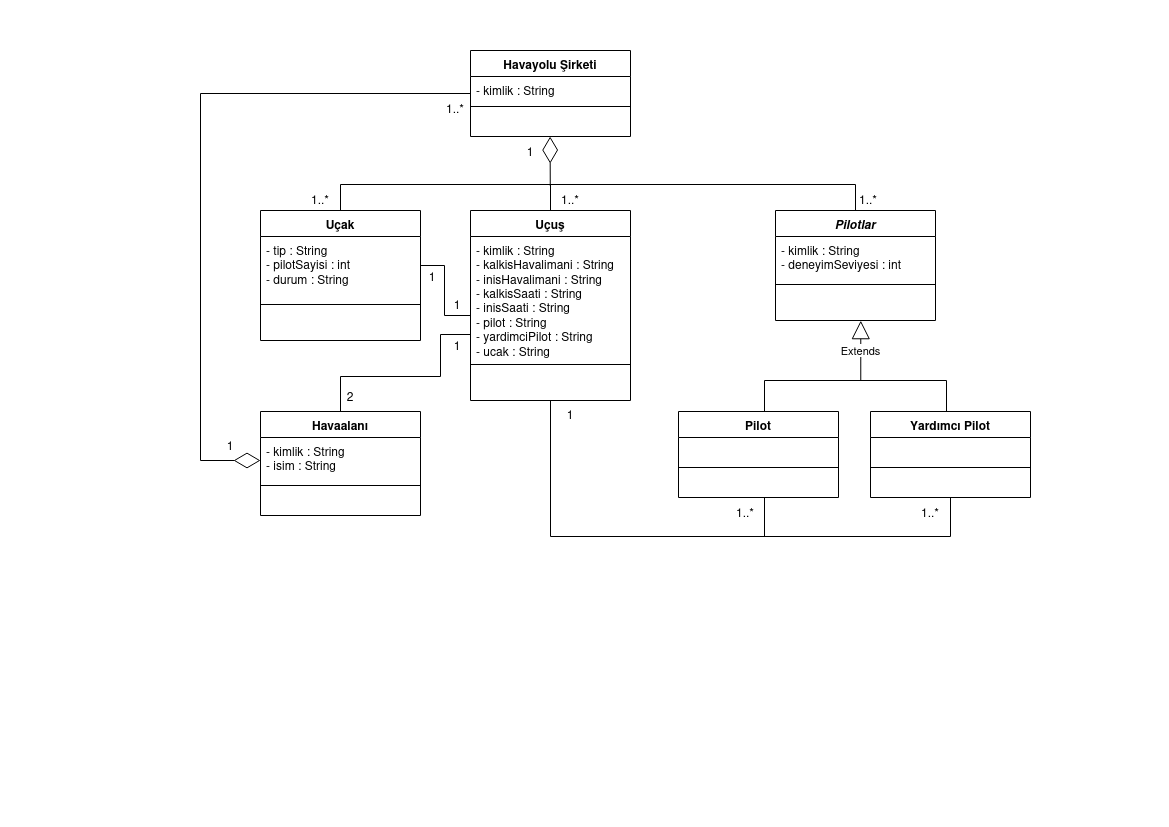 Havayolu Şirketi
- kimlik : String
1..*
1
1..*
1..*
1..*
Uçak
- tip : String
- pilotSayisi : int
- durum : String
1
Uçuş
- kimlik : String
- kalkisHavalimani : String
- inisHavalimani : String
- kalkisSaati : String
- inisSaati : String
- pilot : String
- yardimciPilot : String
- ucak : String
1
1
1
Pilotlar
- kimlik : String
- deneyimSeviyesi : int
Extends
2
Havaalanı
- kimlik : String
- isim : String
1
Pilot
Yardımcı Pilot
1..*
1..*